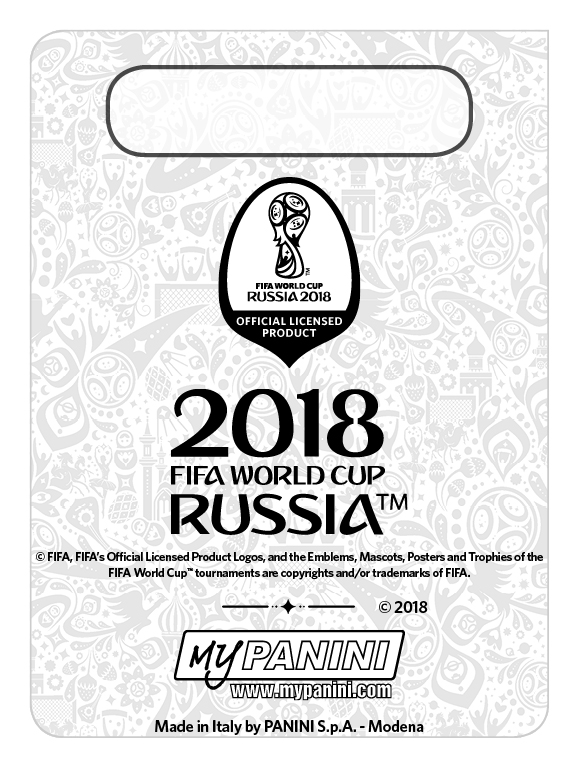 ™
FIFA WORLD CUP
RUSSIA 2018
OFFICIAL LICENSED
PRODUCT
2018
FIFA WORLD CUP
RUSSIA™
© FIFA, FIFA's Official Licensed Product Logos, and the Emblems, Mascots, Posters and Trophies of the
FIFA World Cup™ tournaments are copyrights and/or trademarks of FIFA.
© 2018
MYPANINI
www.mypanini.com
Made in Italy by PANINI S.p.A. - Modena